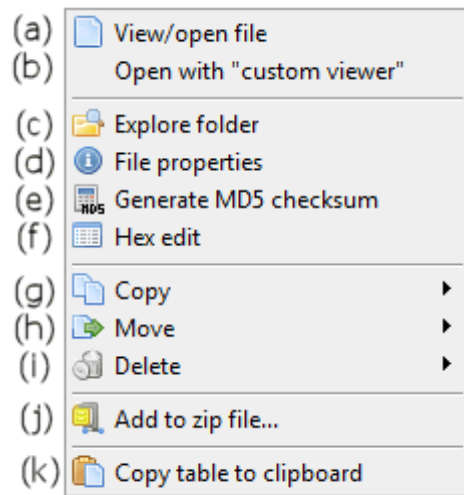 (a) View/open file
(b) Open with "custom viewer"
(c) Explore folder
(d) File properties
(e) MD5 Generate MD5 checksum
(f) Hex edit
(g) Copy
(h) Move
(i) Delete
(j) Add to zip file...
(k) Copy table to clipboard